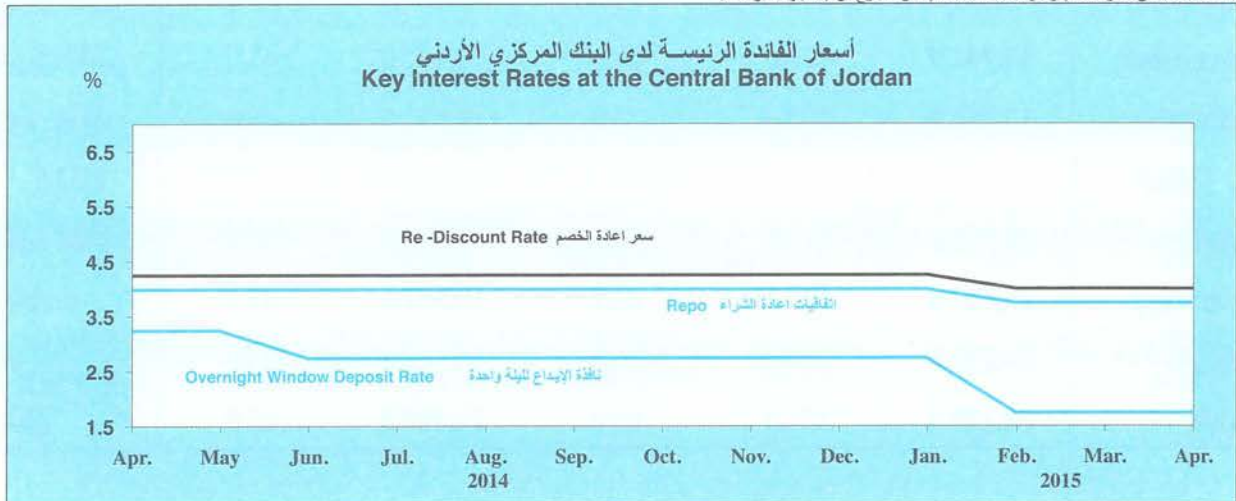 أسعار الفائدة الرئيســة لدى البنك المركزي الأردني
Key Interest Rates at the Central Bank of Jordan
%
6.5
5.5
Re -Discount Rate سعر اعادة الخصم
4.5
Repo اتفاقيات اعادة الشراء
3.5
Overnight Window Deposit Rate نافذة الإيداع لليلة واحدة
2.5
1.5
Apr. May Jun. Jul. Aug. Sep. Oct. Nov. Dec. Jan. Feb. Mar. Apr.
2014 2015